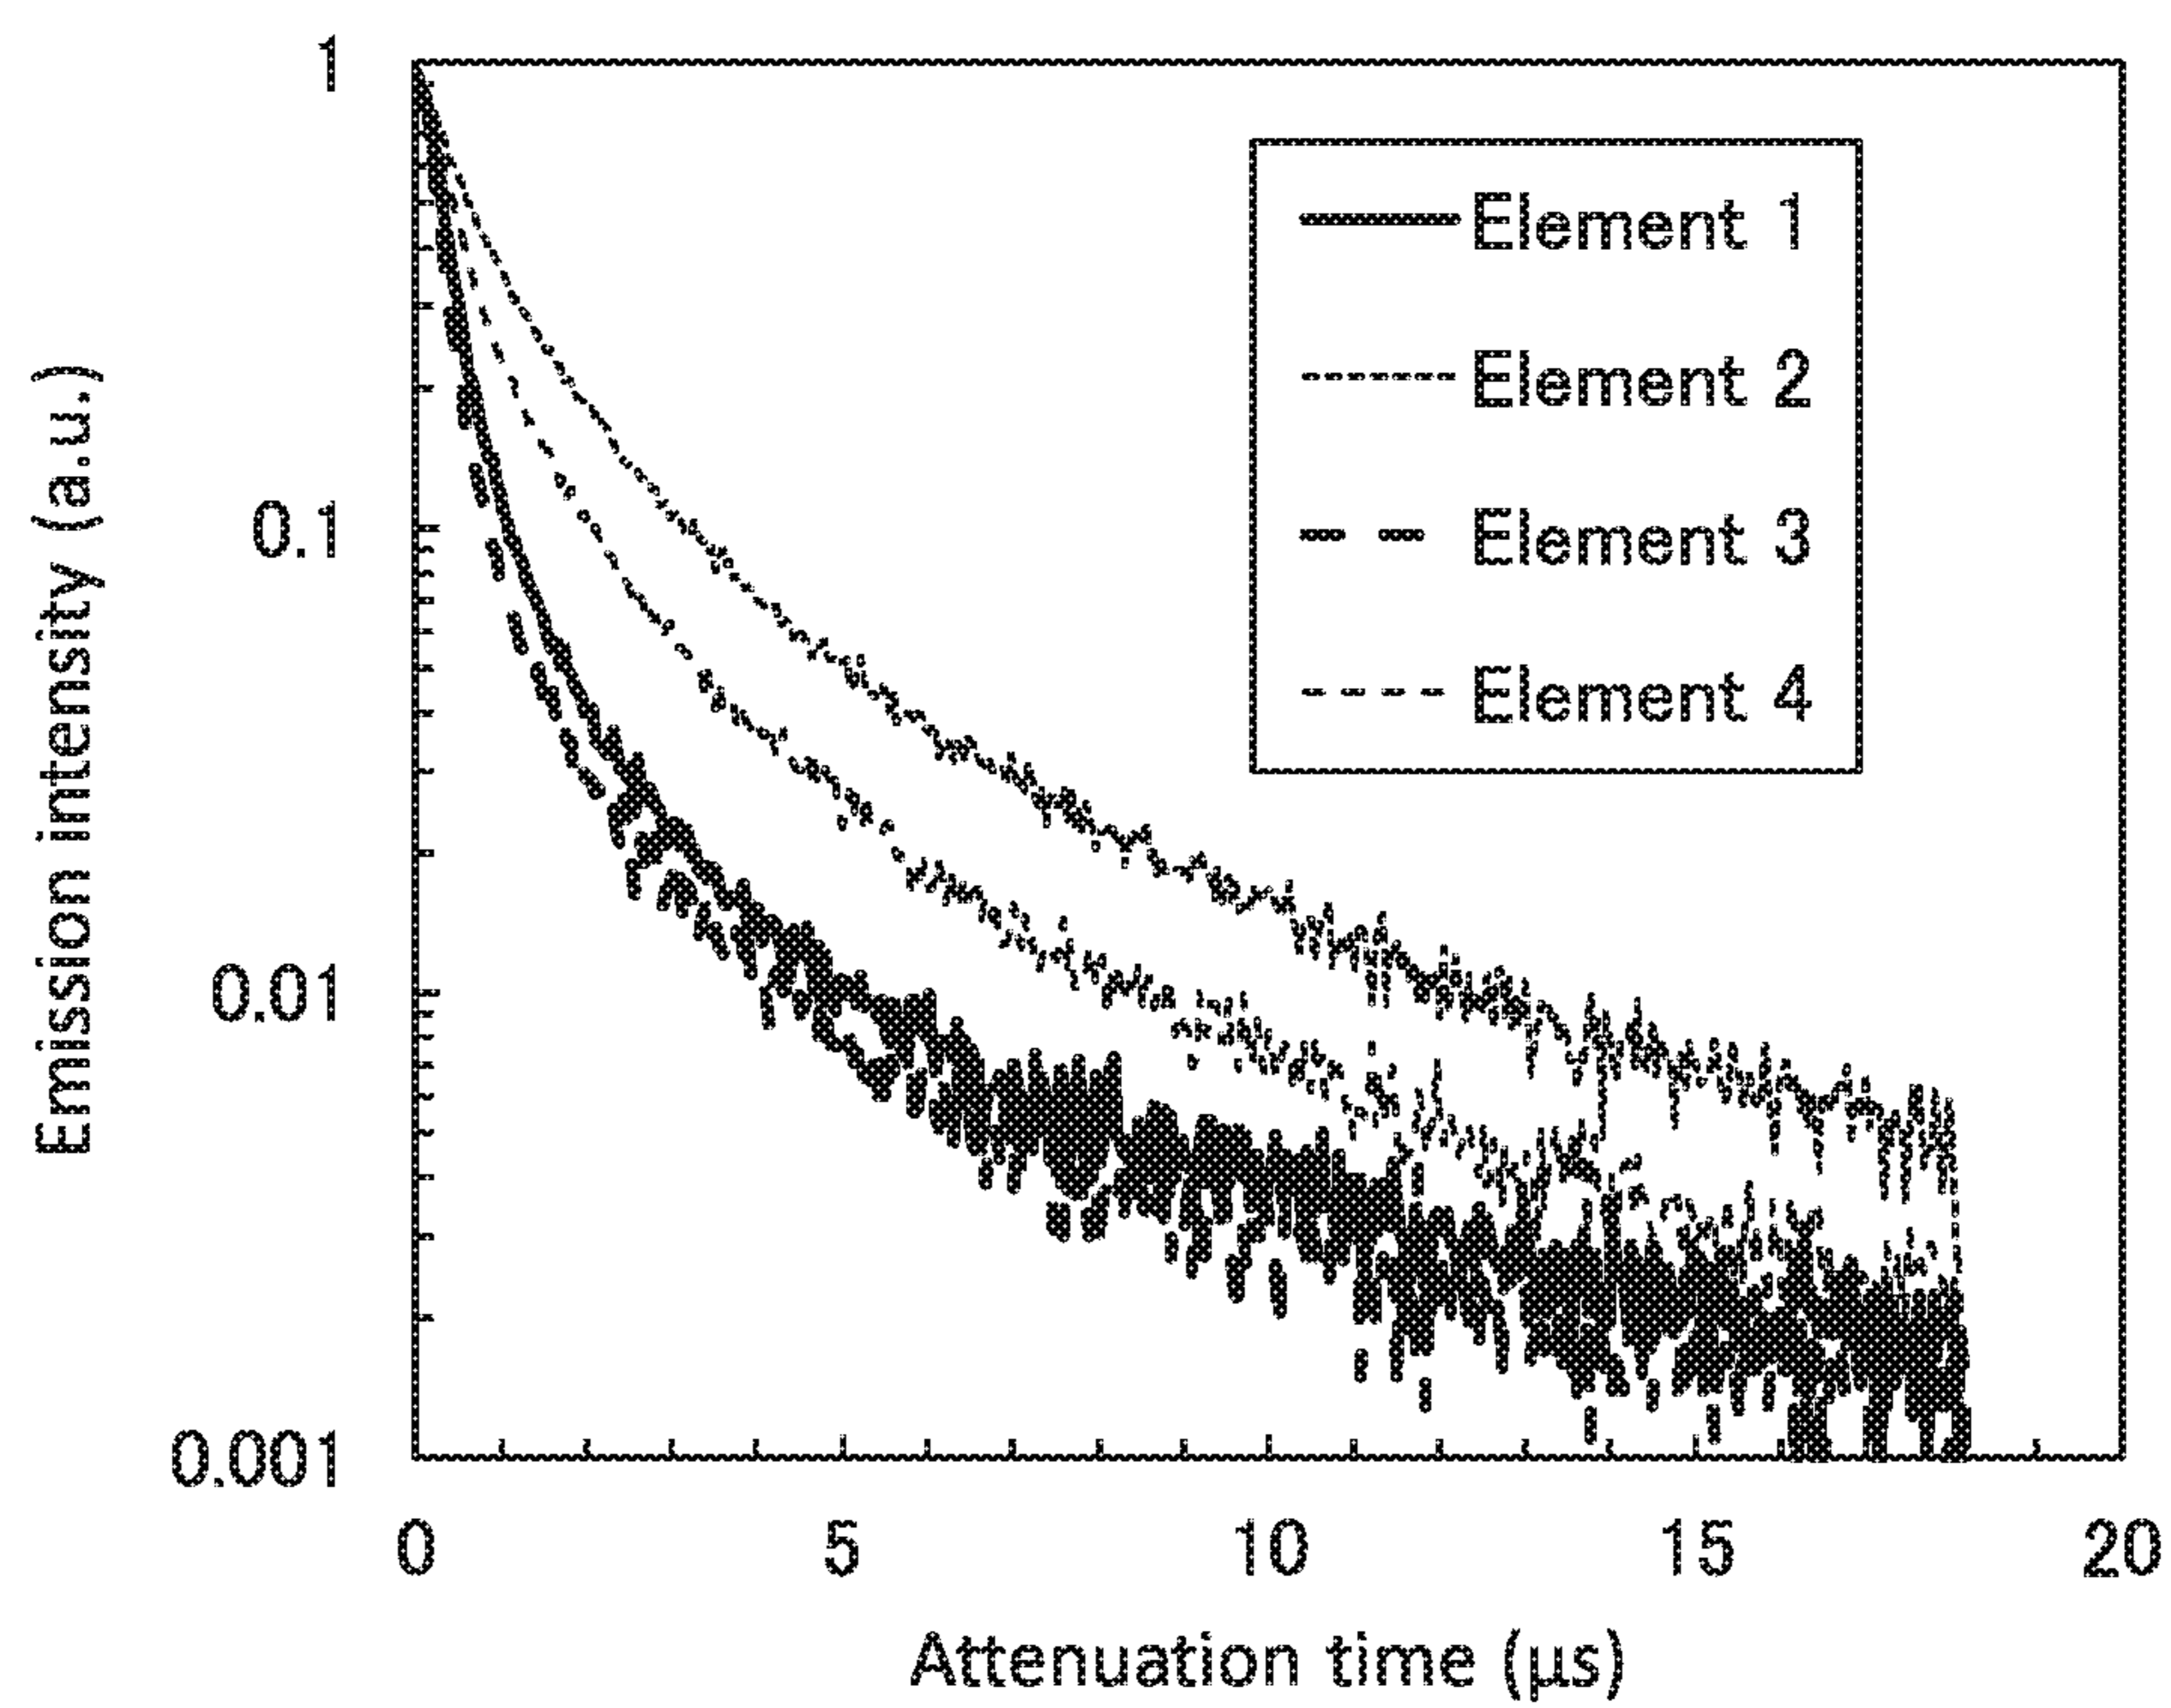 Emission intensity (a.u.)
1
0.1
0.01
0.001
Element 1
Element 2
Element 3
Element 4
0 5 10 15 20
Attenuation time (μs)